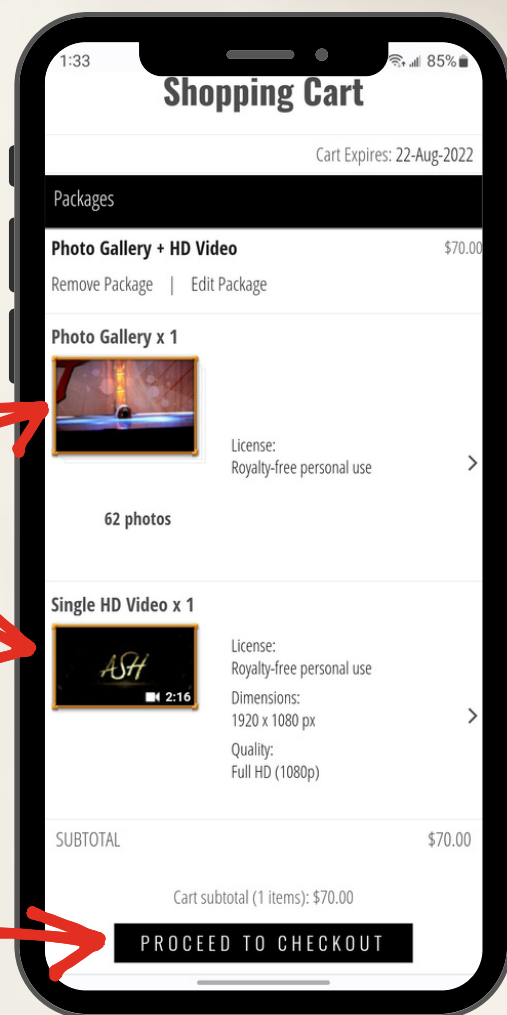 1:33
85%
Shopping Cart
Cart Expires: 22-Aug-2022
Packages
Photo Gallery + HD Video
$70.00
Remove Package | Edit Package
Photo Gallery x 1
License:
Royalty-free personal use
62 photos
Single HD Video x 1
ASH
2:16
License:
Royalty-free personal use
Dimensions:
1920 x 1080 px
Quality:
Full HD (1080p)
SUBTOTAL
$70.00
Cart subtotal (1 items): $70.00
PROCEED TO CHECKOUT